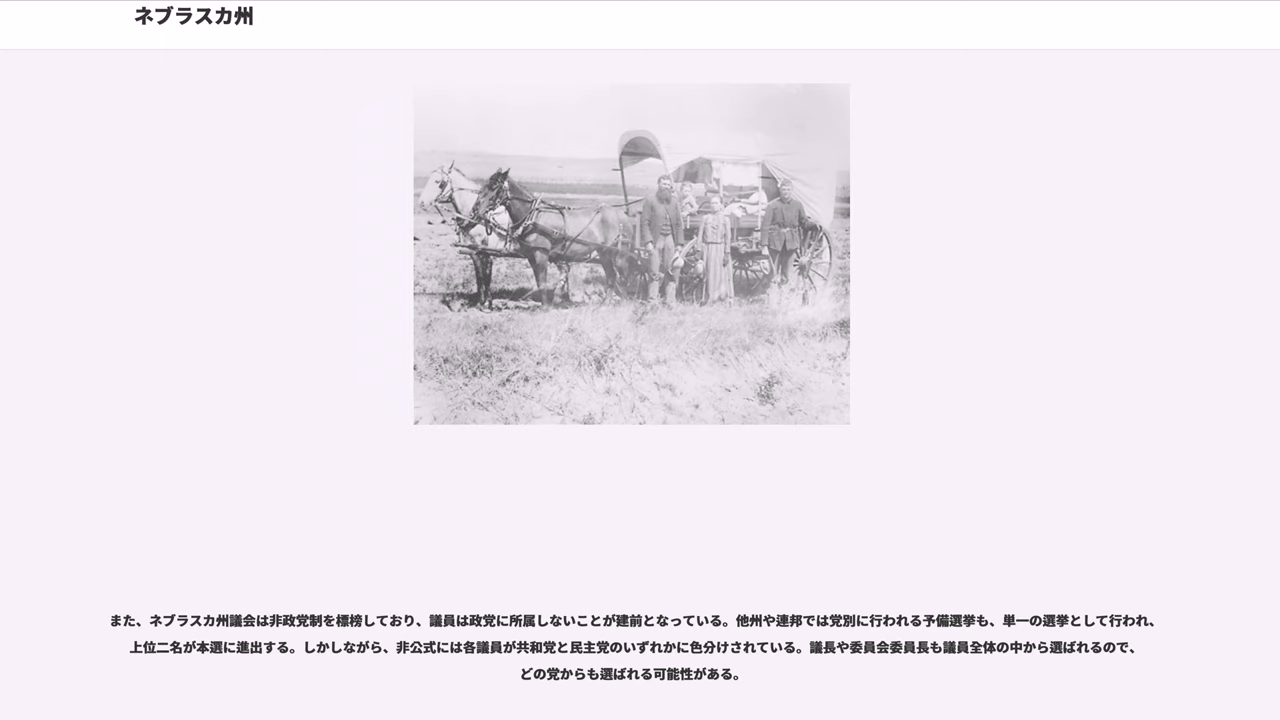 ネブラスカ州
また、ネブラスカ州議会は非政党制を標榜しており、議員は政党に所属しないことが建前となっている。他州や連邦では党別に行われる予備選挙も、単一の選挙として行われ、
上位二名が本選に進出する。しかしながら、非公式には各議員が共和党と民主党のいずれかに色分けされている。議長や委員会委員長も議員全体の中から選ばれるので、
どの党からも選ばれる可能性がある。